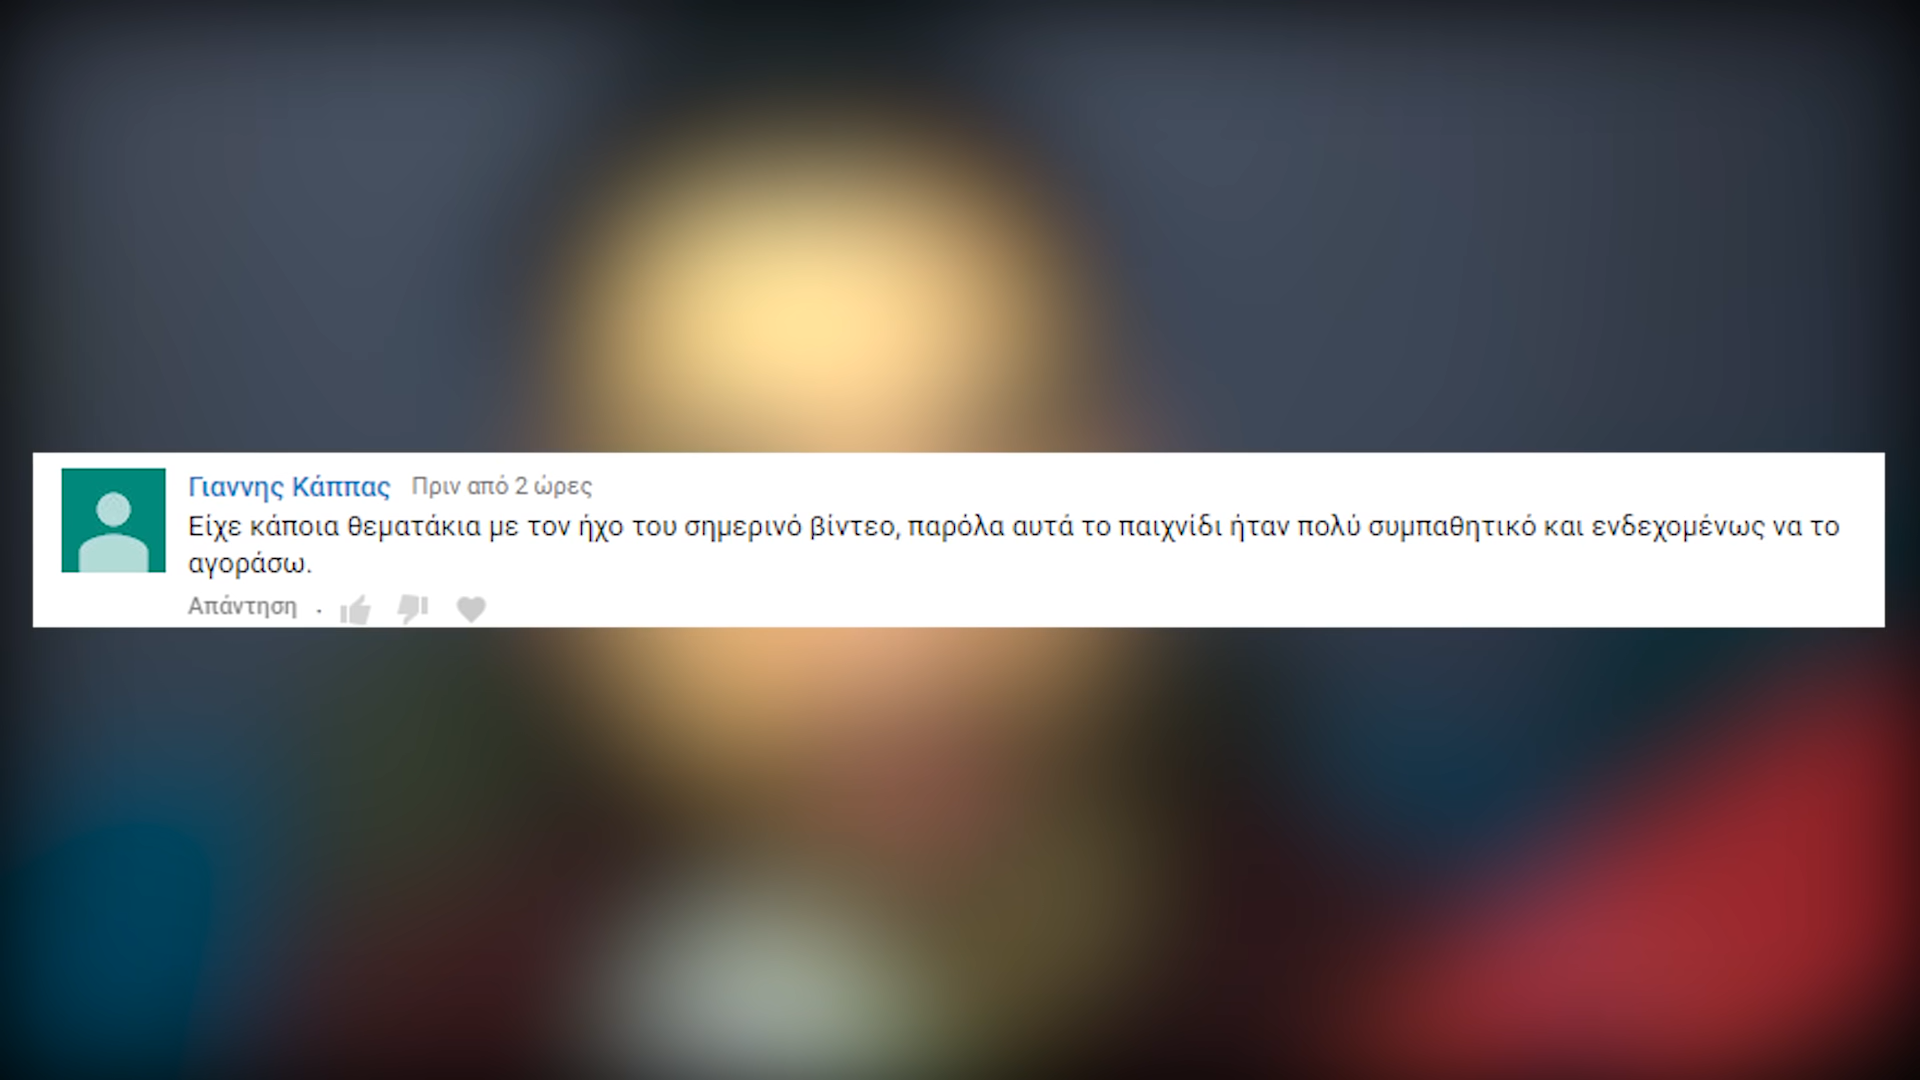 Γιαννης Κάππας Πριν από 2 ώρες
Είχε κάποια θεματάκια με τον ήχο του σημερινό βίντεο, παρόλα αυτά το παιχνίδι ήταν πολύ συμπαθητικό και ενδεχομένως να το
αγοράσω.
Απάντηση .